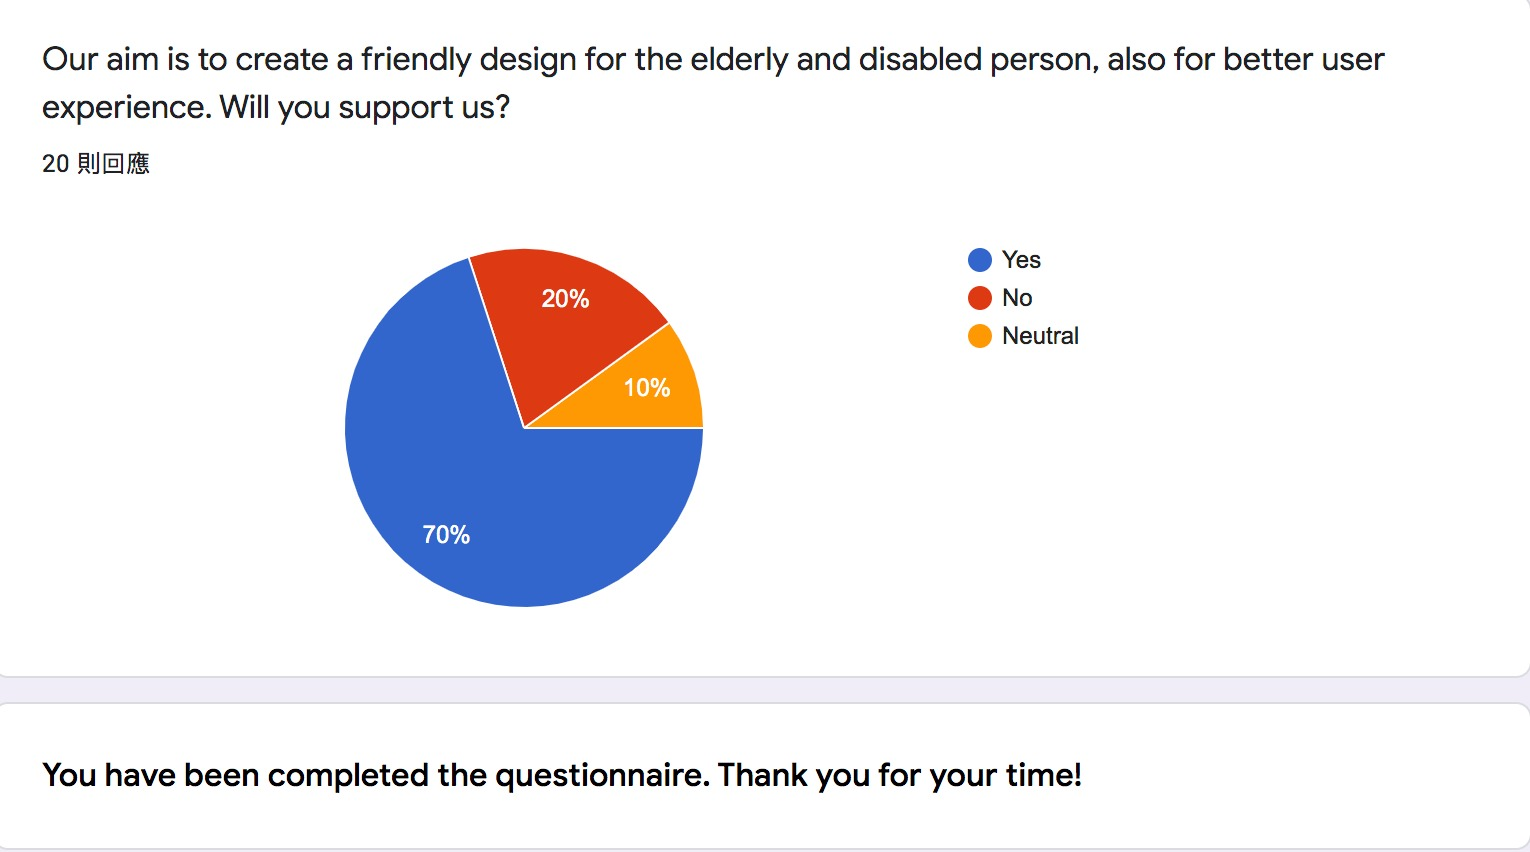 Our aim is to create a friendly design for the elderly and disabled person, also for better user
experience. Will you support us?
20 則回應
Yes
No
Neutral
20%
10%
70%
You have been completed the questionnaire. Thank you for your time!